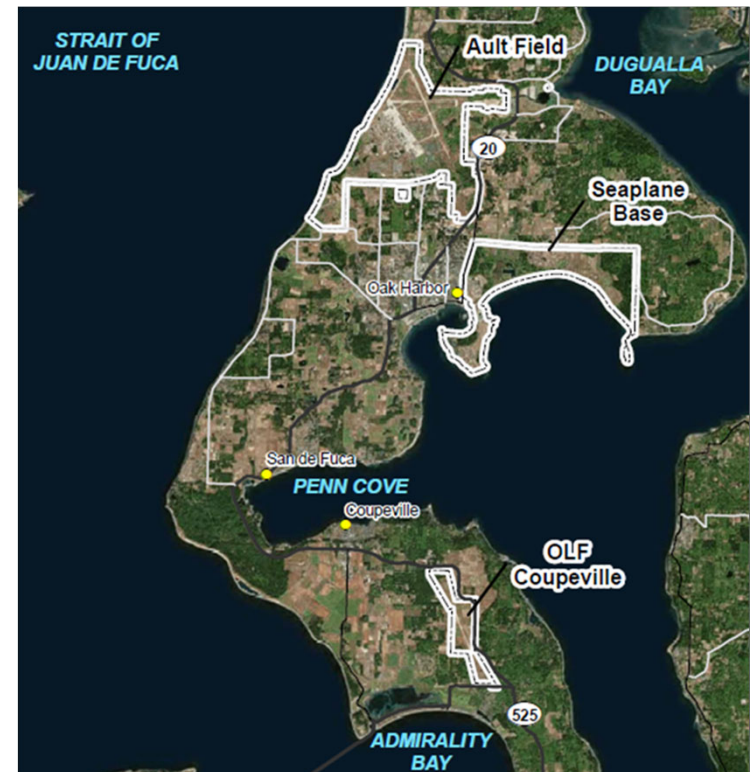 STRAIT OF
JUAN DE FUCA
Ault Field
DUGUALLA
BAY
20
Seaplane
Base
Oak Harbor
San de Fuca
PENN COVE
Coupeville
OLF
Coupeville
525
ADMIRALITY
BAY